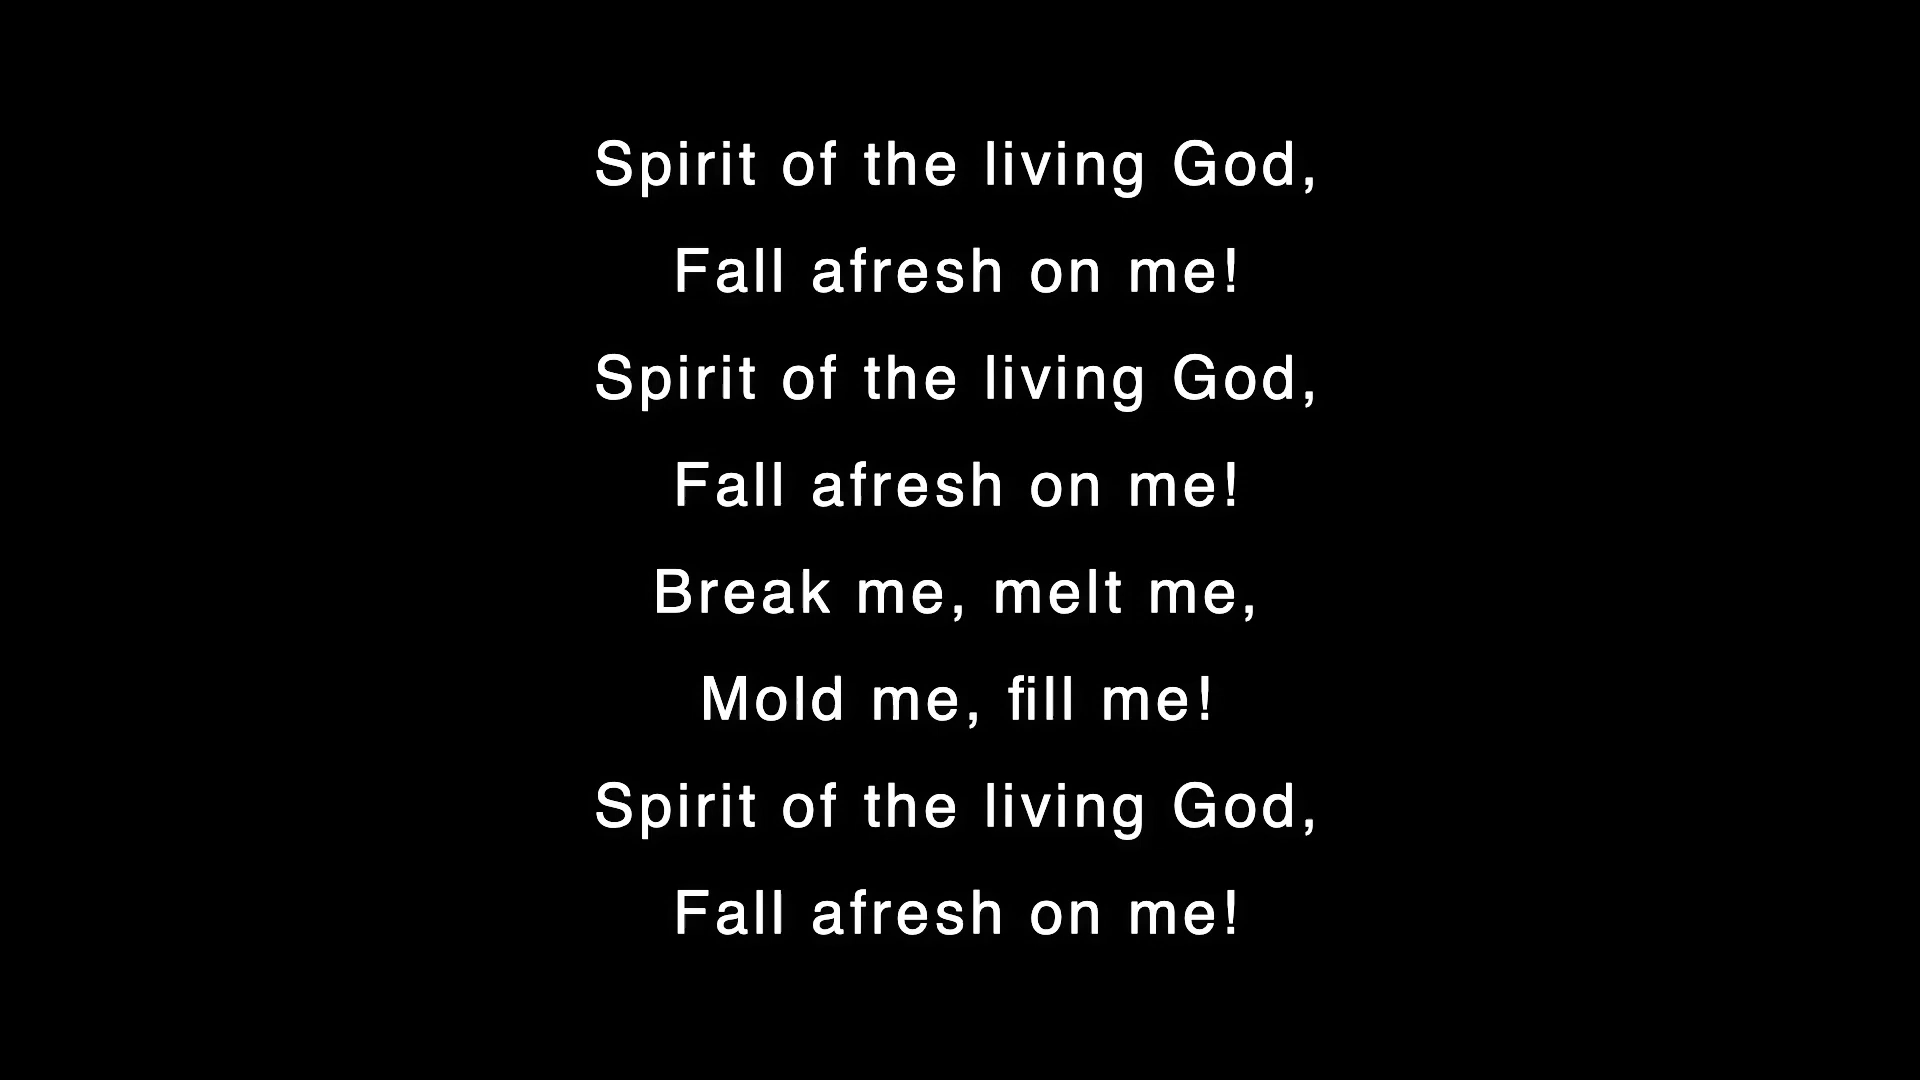 Spirit of the living God,
Fall afresh on me!
Spirit of the living God,
Fall afresh on me!
Break me, melt me,
Mold me, fill me!
Spirit of the living God,
Fall afresh on me!